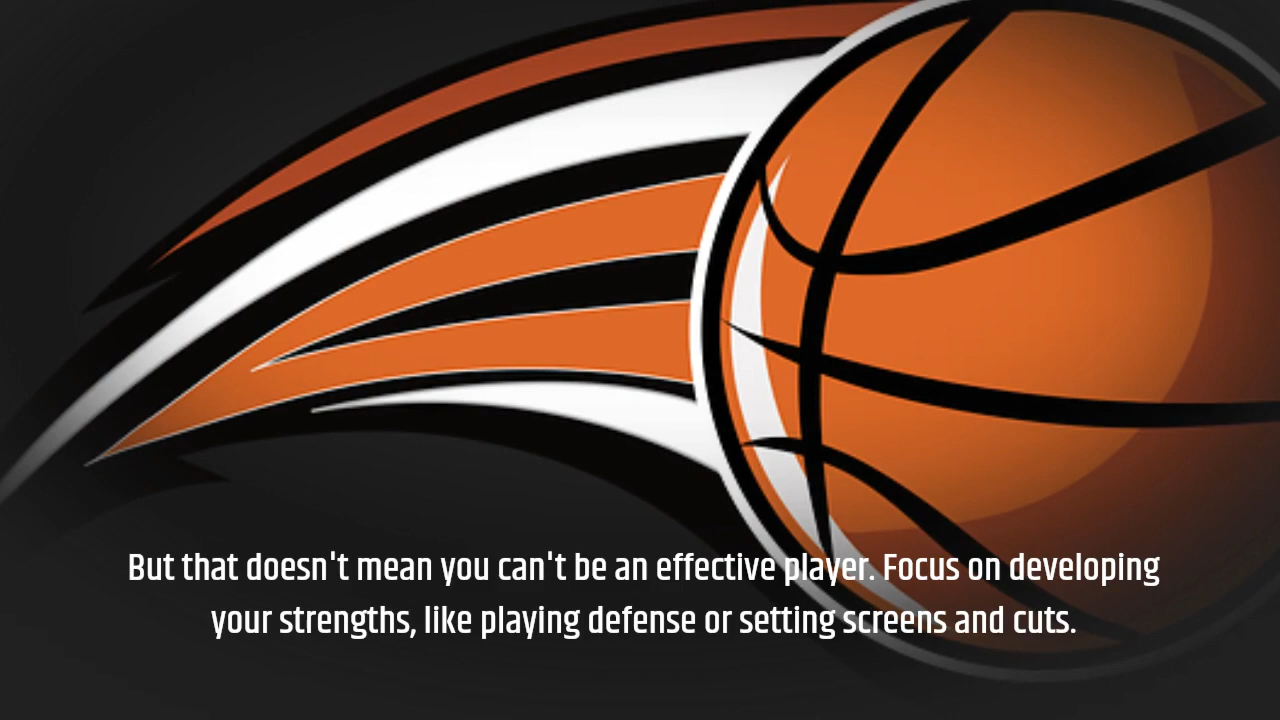 But that doesn't mean you can't be an effective player. Focus on developing
your strengths, like playing defense or setting screens and cuts.